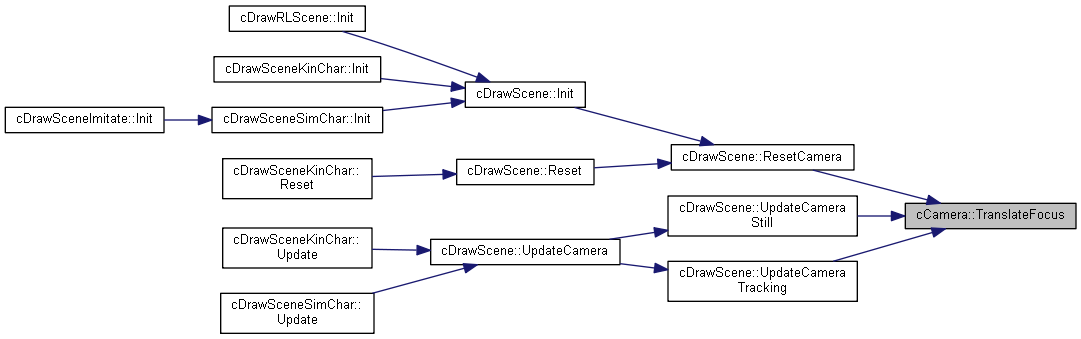 cDrawRLScene::Init
cDrawSceneKinChar::Init
cDrawScene::Init
cDrawSceneImitate::Init
cDrawSceneSimChar::Init
cDrawScene::ResetCamera
cDrawSceneKinChar::
Reset
cDrawScene::Reset
cCamera::TranslateFocus
cDrawScene::UpdateCamera
Still
cDrawSceneKinChar::
Update
cDrawScene::UpdateCamera
cDrawScene::UpdateCamera
Tracking
cDrawSceneSimChar::
Update